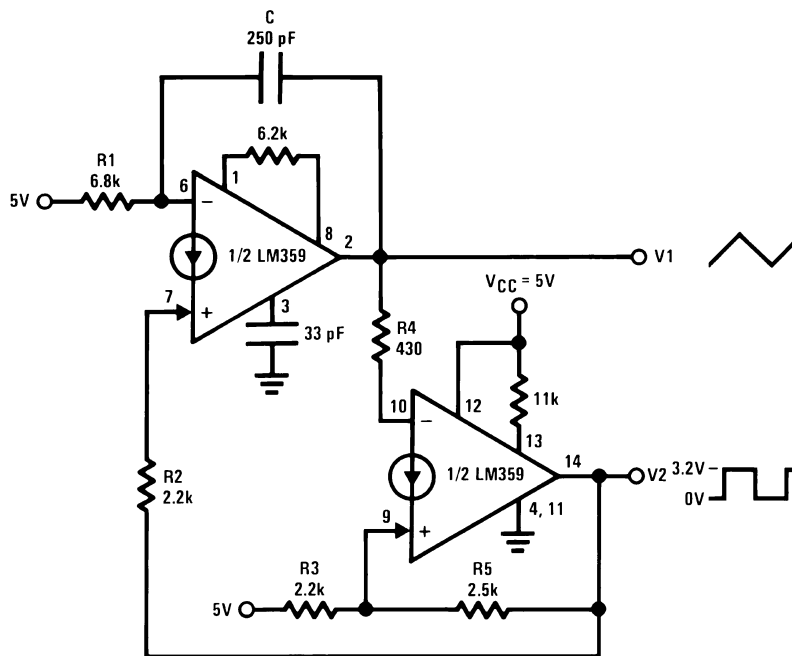 C
250 pF
6.2k
R1
6.8k
5V
6
−
1
8
1/2 LM359
2
V1
7
+
3
33 pF
VCC = 5V
R4
430
11k
10
−
12
13
1/2 LM359
14
V2
3.2V
0V
R2
2.2k
9
+
4, 11
R3
2.2k
R5
2.5k
5V